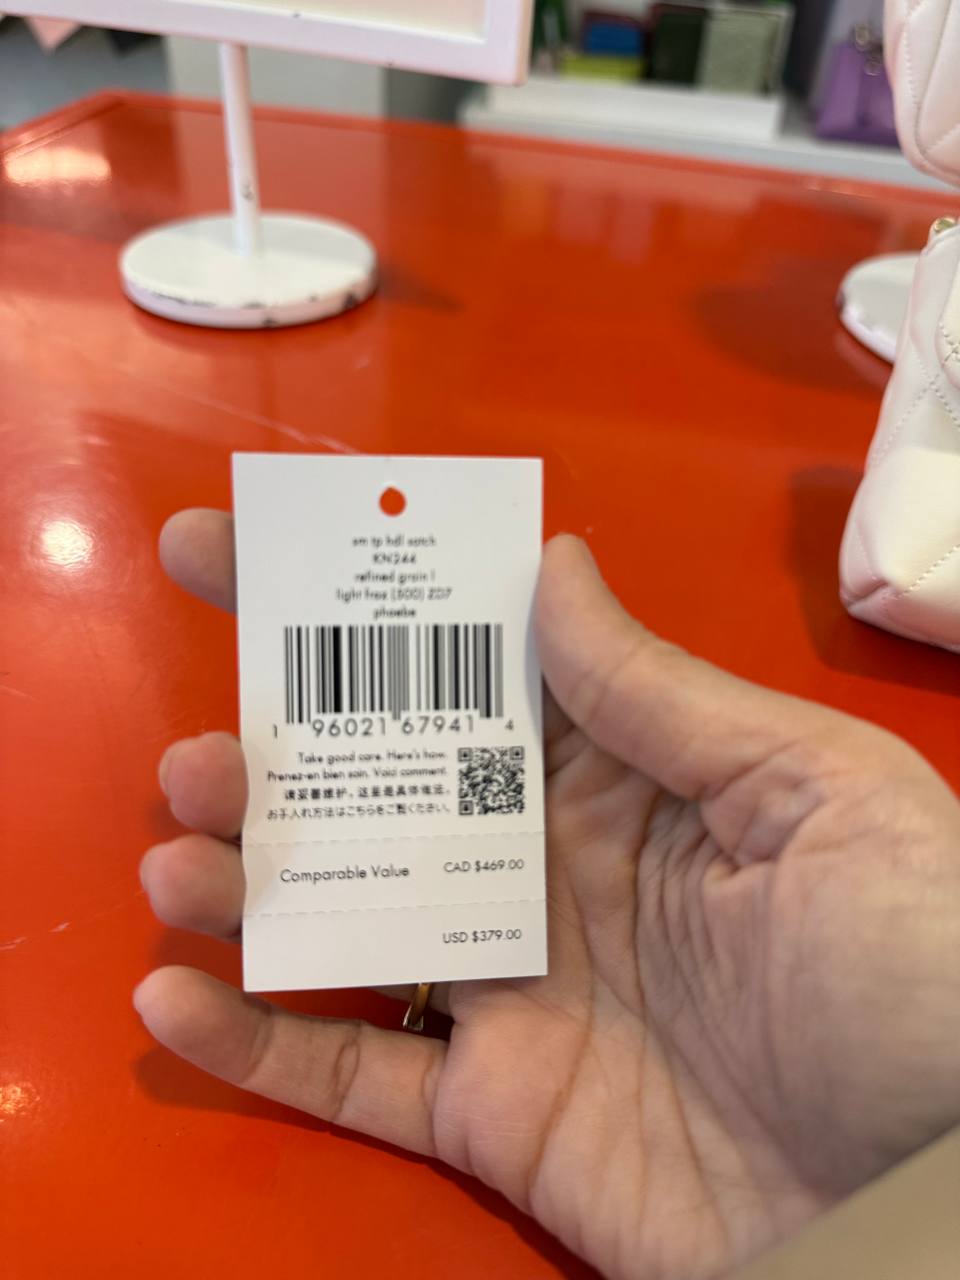 sm tp hdl satch
KN244
refined grain l
light fros (500) ZD7
phoebe
1 96021 67941 4
Take good care. Here's how.
Prenez-en bien soin. Voici comment.
请妥善维护。这里是具体做法。
お手入れ方法はこちらをご覧ください。
Comparable Value CAD $469.00
USD $379.00